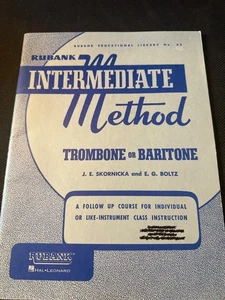 RUBANK EDUCATIONAL LIBRARY No.
RUBANK
INTERMEDIATE
Method
TROMBONE OR BARITONE
J. E. SKORNICKA and E. G. BOLTZ
A FOLLOW UP COURSE FOR INDIVIDUAL
OR LIKE-INSTRUMENT CLASS INSTRUCTION
RUBANK
HAL•LEONARD